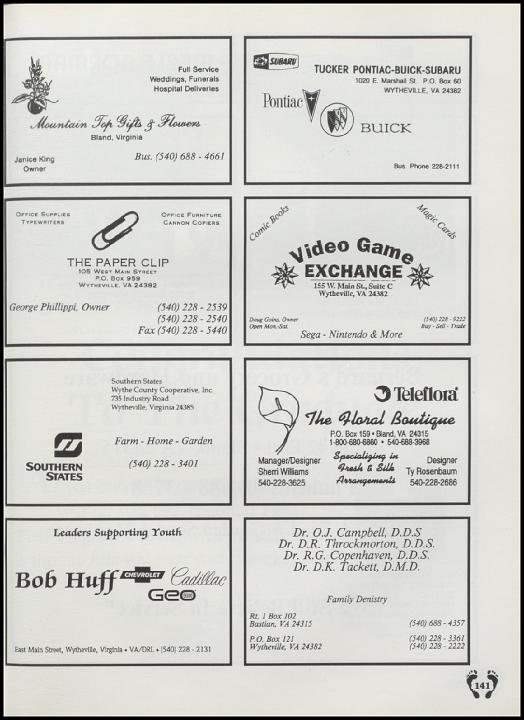 Full Service
Weddings, Funerals
Hospital Deliveries
Mountain Top Gifts & Flowers
Bland, Virginia
Janice King
Owner
Bus. (540) 688 - 4661
SUBARU
TUCKER PONTIAC-BUICK-SUBARU
1020 E. Marshall St. P.O. Box 60
WYTHEVILLE, VA 24382
Pontiac
BUICK
Bus. Phone 228-2111
OFFICE SUPPLIES
TYPEWRITERS
OFFICE FURNITURE
CANNON COPIERS
THE PAPER CLIP
105 WEST MAIN STREET
P.O. BOX 959
WYTHEVILLE, VA 24382
George Phillippi, Owner
(540) 228 - 2539
(540) 228 - 2540
Fax (540) 228 - 5440
Comic Books
Magic Cards
Video Game
EXCHANGE
155 W. Main St., Suite C
Wytheville, VA 24382
Doug Goins, Owner
Open Mon.-Sat.
(540) 228 - 9222
Buy - Sell - Trade
Sega - Nintendo & More
Southern States
Wythe County Cooperative, Inc.
735 Industry Road
Wytheville, Virginia 24385
Farm - Home - Garden
(540) 228 - 3401
SOUTHERN
STATES
Teleflora
The Floral Boutique
P.O. Box 159 • Bland, VA 24315
1-800-680-6860 • 540-688-3968
Manager/Designer
Sherri Williams
540-228-3625
Specializing in
Fresh & Silk
Arrangements
Designer
Ty Rosenbaum
540-228-2686
Leaders Supporting Youth
Bob Huff CHEVROLET Cadillac
Geo
East Main Street, Wytheville, Virginia • VA/DRL • (540) 228 - 2131
Dr. O.J. Campbell, D.D.S
Dr. D.R. Throckmorton, D.D.S.
Dr. R.G. Copenhaven, D.D.S.
Dr. D.K. Tackett, D.M.D.
Family Denistry
Rt. 1 Box 102
Bastian, VA 24315
(540) 688 - 4357
P.O. Box 121
Wytheville, VA 24382
(540) 228 - 3361
(540) 228 - 2222
141